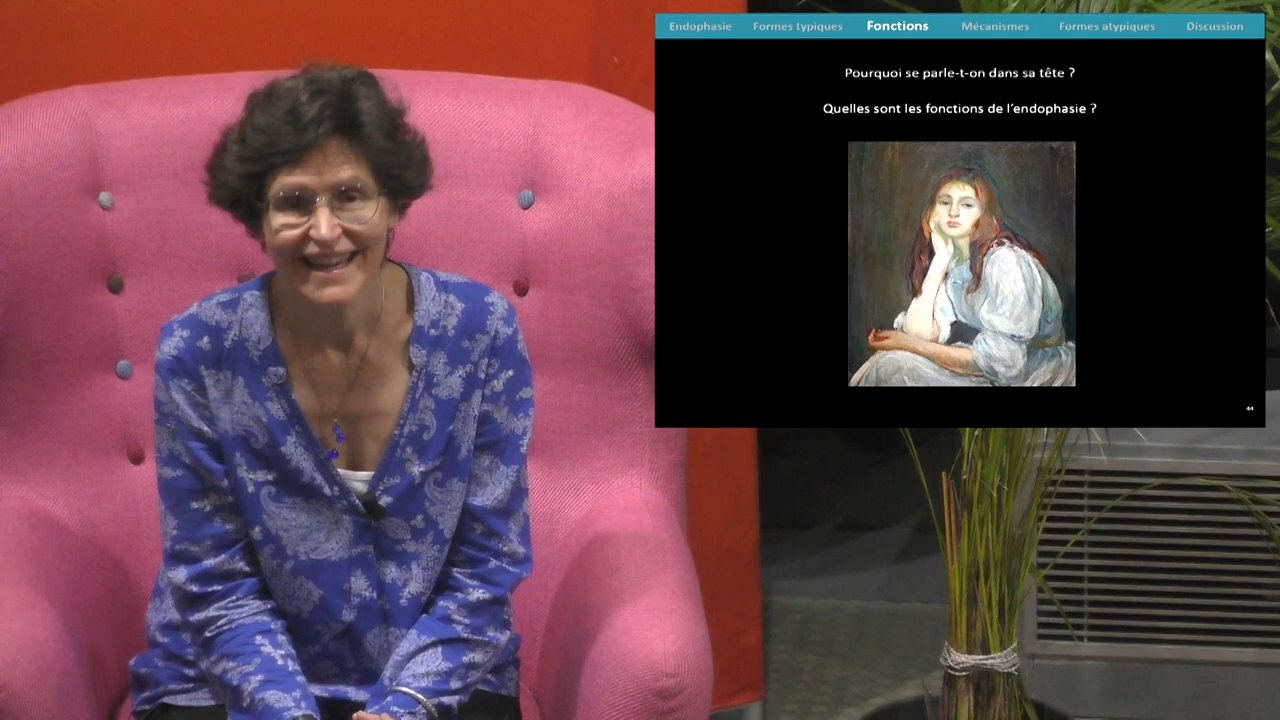 Endophasie Formes typiques Fonctions Mécanismes Formes atypiques Discussion
Pourquoi se parle-t-on dans sa tête ?
Quelles sont les fonctions de l'endophasie ?
44